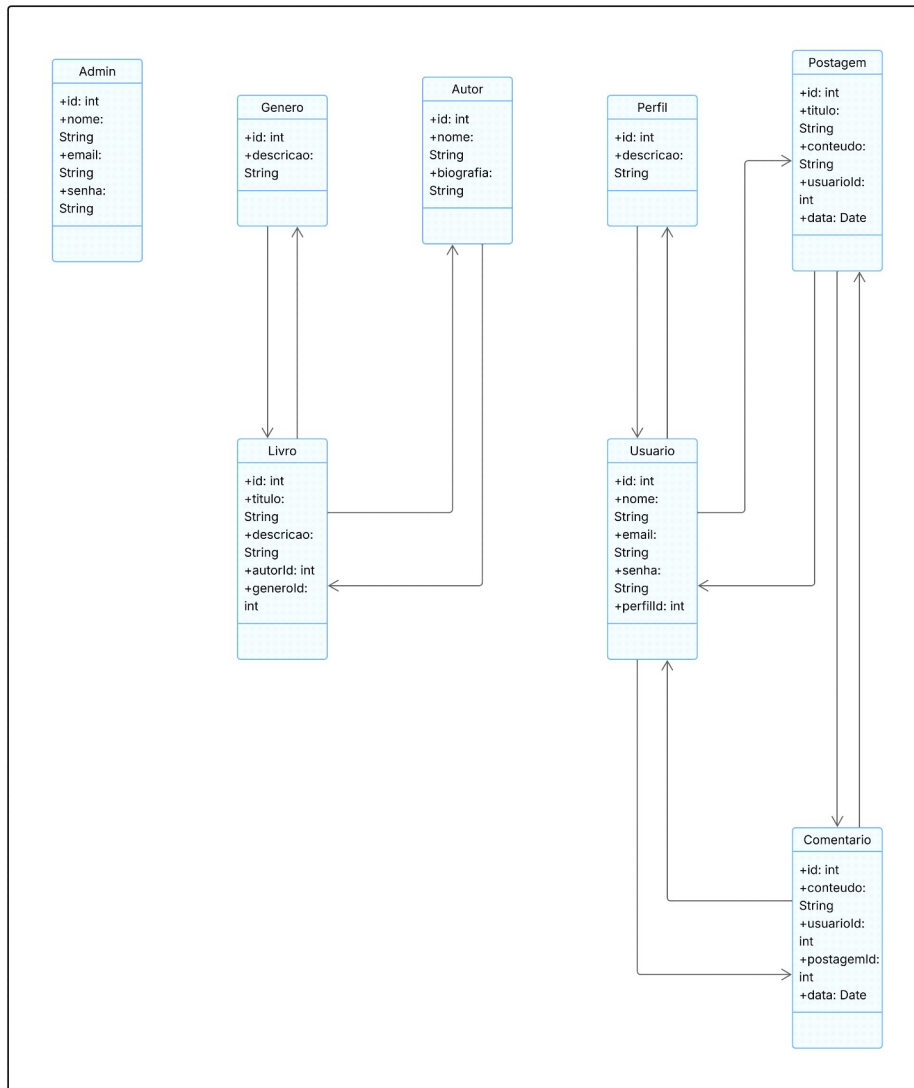 Admin
+id: int
+nome:
String
+email:
String
+senha:
String
Genero
+id: int
+descricao:
String
Autor
+id: int
+nome:
String
+biografia:
String
Perfil
+id: int
+descricao:
String
Postagem
+id: int
+titulo:
String
+conteudo:
String
+usuarioId:
int
+data: Date
Livro
+id: int
+titulo:
String
+descricao:
String
+autorId: int
+generoId:
int
Usuario
+id: int
+nome:
String
+email:
String
+senha:
String
+perfilId: int
Comentario
+id: int
+conteudo:
String
+usuarioId:
int
+postagemId:
int
+data: Date